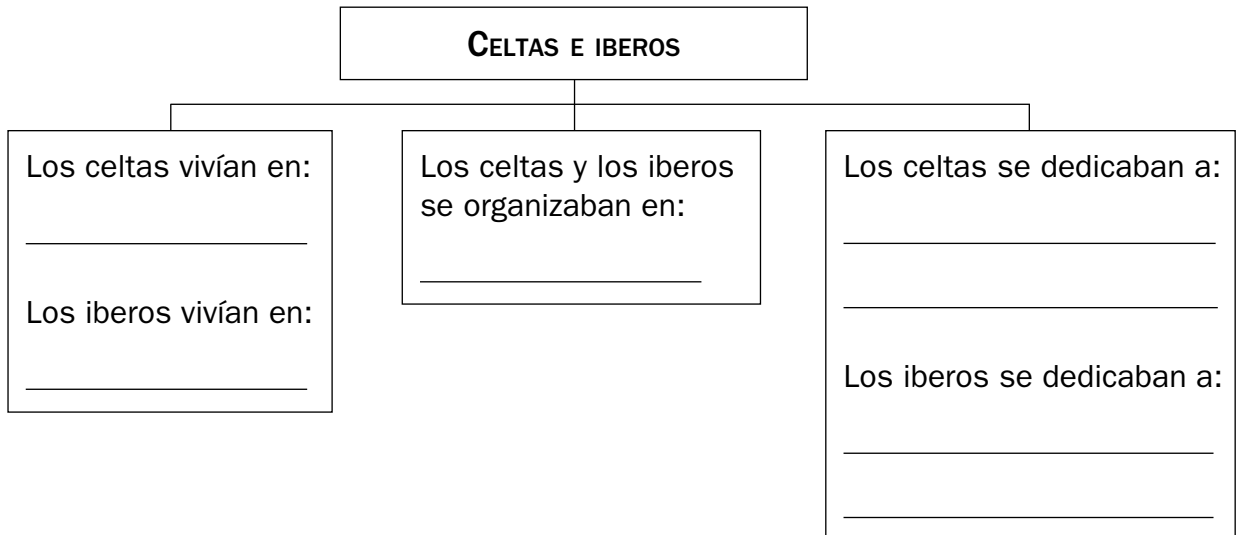 CELTAS E IBEROS
Los celtas vivían en:
Los iberos vivían en:
Los celtas y los iberos
se organizaban en:
Los celtas se dedicaban a:
Los iberos se dedicaban a: